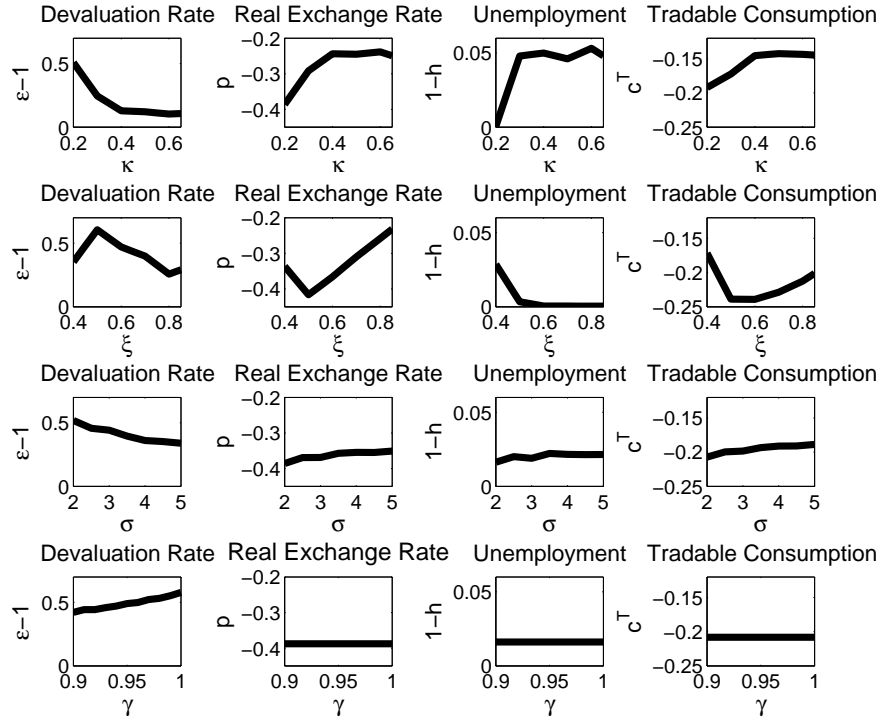 Devaluation Rate Real Exchange Rate Unemployment Tradable Consumption
ε−1 0.5 0 0.2 0.4 0.6 κ
p −0.2 −0.3 −0.4 0.2 0.4 0.6 κ
1−h 0.05 0 0.2 0.4 0.6 κ
c^T −0.15 −0.2 −0.25 0.2 0.4 0.6 κ
Devaluation Rate Real Exchange Rate Unemployment Tradable Consumption
ε−1 0.5 0 0.4 0.6 0.8 ξ
p −0.2 −0.3 −0.4 0.4 0.6 0.8 ξ
1−h 0.05 0 0.4 0.6 0.8 ξ
c^T −0.15 −0.2 −0.25 0.4 0.6 0.8 ξ
Devaluation Rate Real Exchange Rate Unemployment Tradable Consumption
ε−1 0.5 0 2 3 4 5 σ
p −0.2 −0.3 −0.4 2 3 4 5 σ
1−h 0.05 0 2 3 4 5 σ
c^T −0.15 −0.2 −0.25 2 3 4 5 σ
Devaluation Rate Real Exchange Rate Unemployment Tradable Consumption
ε−1 0.5 0 0.9 0.95 1 γ
p −0.2 −0.3 −0.4 0.9 0.95 1 γ
1−h 0.05 0 0.9 0.95 1 γ
c^T −0.15 −0.2 −0.25 0.9 0.95 1 γ